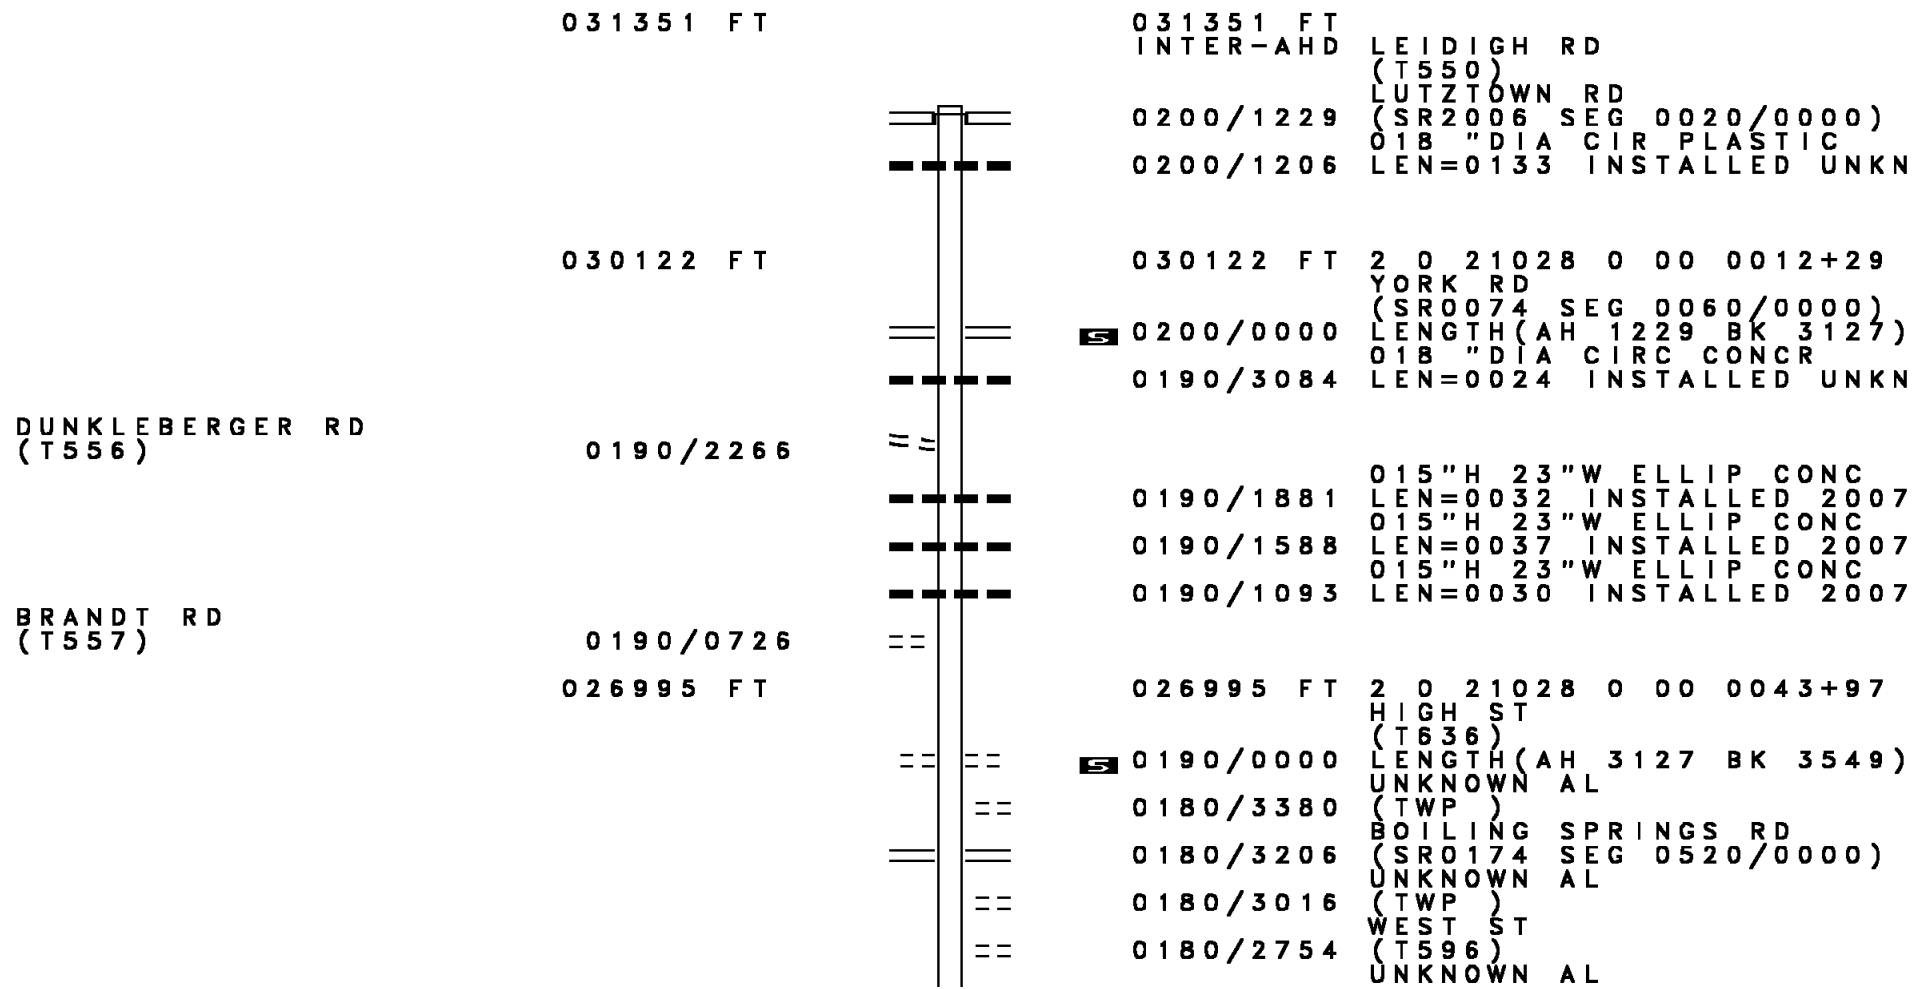 031351 FT 031351 FT
INTER-AHD LEIDIGH RD
(T550)
LUTZTOWN RD
0200/1229 (SR2006 SEG 0020/0000)
018 "DIA CIR PLASTIC
0200/1206 LEN=0133 INSTALLED UNKN
030122 FT 030122 FT 2 0 21028 0 00 0012+29
YORK RD
(SR0074 SEG 0060/0000)
S 0200/0000 LENGTH(AH 1229 BK 3127)
018 "DIA CIRC CONCR
0190/3084 LEN=0024 INSTALLED UNKN
DUNKLEBERGER RD
(T556) 0190/2266
015"H 23"W ELLIP CONC
0190/1881 LEN=0032 INSTALLED 2007
015"H 23"W ELLIP CONC
0190/1588 LEN=0037 INSTALLED 2007
015"H 23"W ELLIP CONC
0190/1093 LEN=0030 INSTALLED 2007
BRANDT RD
(T557) 0190/0726
026995 FT 026995 FT 2 0 21028 0 00 0043+97
HIGH ST
(T636)
S 0190/0000 LENGTH(AH 3127 BK 3549)
UNKNOWN AL
0180/3380 (TWP )
BOILING SPRINGS RD
0180/3206 (SR0174 SEG 0520/0000)
UNKNOWN AL
0180/3016 (TWP )
WEST ST
0180/2754 (T596)
UNKNOWN AL